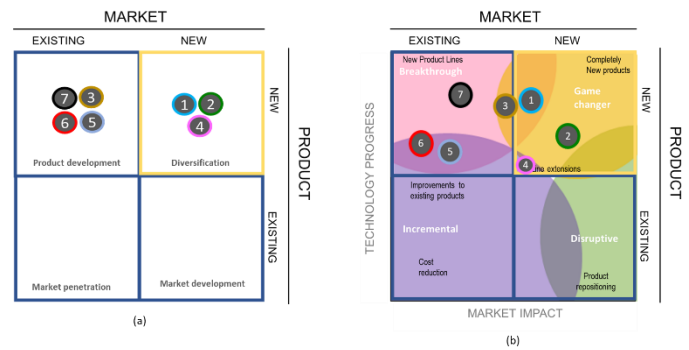 MARKET
EXISTING
NEW
7
3
6
5
1
2
4
Product development
Diversification
NEW
PRODUCT
EXISTING
Market penetration
Market development
(a)
MARKET
EXISTING
NEW
TECHNOLOGY PROGRESS
New Product Lines
Breakthrough
Completely
New products
Game
changer
7
3
1
2
6
5
4
ine extensions
NEW
PRODUCT
EXISTING
Improvements to
existing products
Incremental
Cost
reduction
Disruptive
Product
repositioning
MARKET IMPACT
(b)